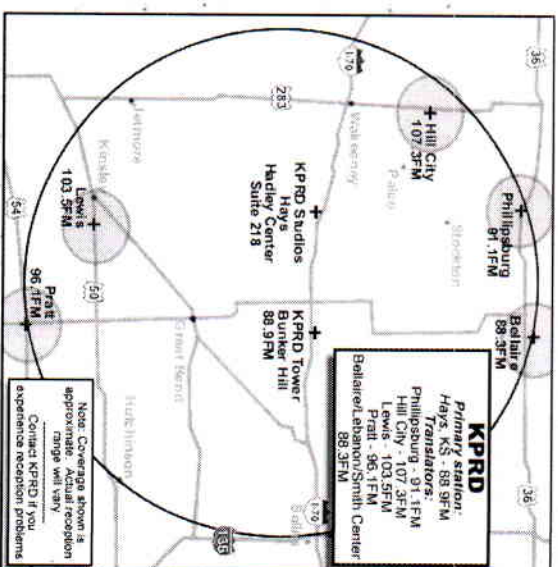 KPRD
Primary station:
Hays, KS - 88.9FM
Translators:
Phillipsburg - 91.1FM
Hill City - 107.3FM
Lewis - 103.5FM
Pratt - 96.1FM
Bellaire/Lebanon/Smith Center
88.3FM
36
Phillipsburg
91.1FM
Bellaire
88.3FM
36
Hill City
107.3FM
Stockton
Palco
I-70
Wakeeney
KPRD Studios
Hays
Hadley Center
Suite 218
KPRD Tower
Bunker Hill
88.9FM
I-70
Salina
283
135
Jetmore
Great Bend
Kinsley
Lewis
103.5FM
50
Hutchinson
54
Pratt
96.1FM
Note: Coverage shown is
approximate. Actual reception
range will vary.
Contact KPRD if you
experience reception problems